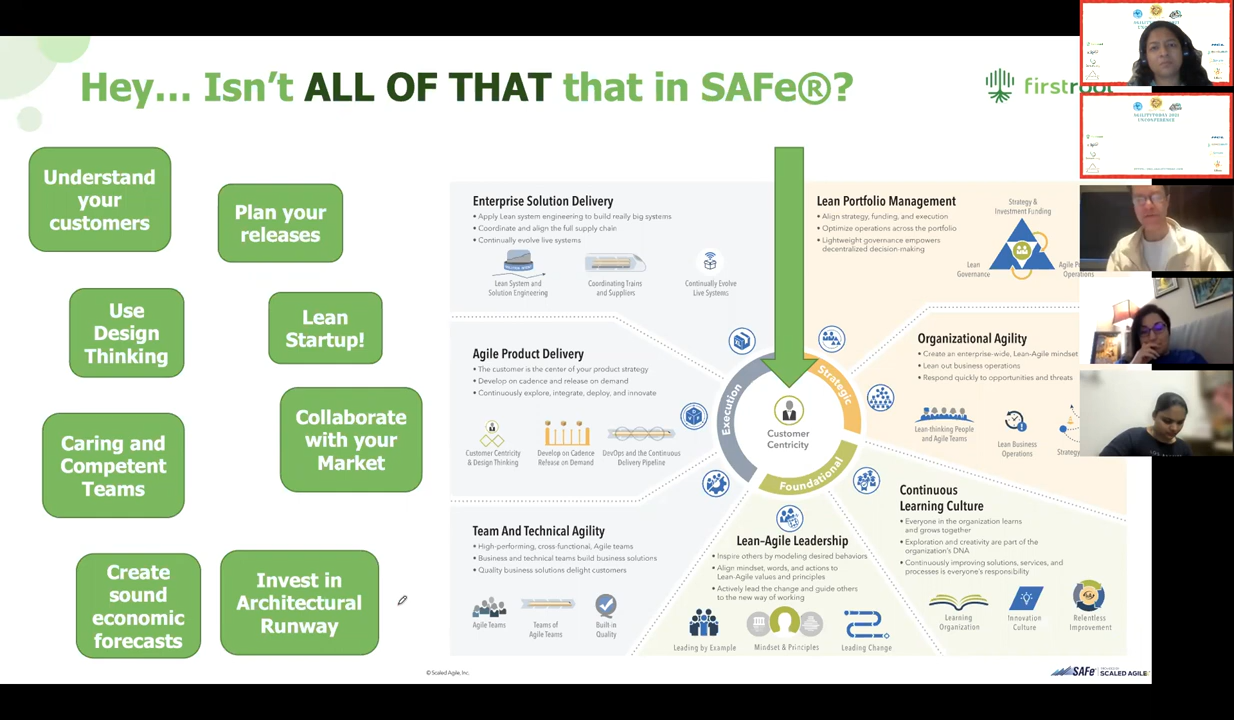 Hey... Isn't ALL OF THAT that in SAFe®?
firstroot
Understand
your
customers
Plan your
releases
Use
Design
Thinking
Lean
Startup!
Caring and
Competent
Teams
Collaborate
with your
Market
Create
sound
economic
forecasts
Invest in
Architectural
Runway
Enterprise Solution Delivery
• Apply Lean system engineering to build really big systems
• Coordinate and align the full supply chain
• Continually evolve live systems
Lean System and
Solution Engineering
Coordinating Trains
and Suppliers
Continually Evolve
Live Systems
Lean Portfolio Management
• Align strategy, funding, and execution
• Optimize operations across the portfolio
• Lightweight governance empowers
decentralized decision-making
Strategy &
Investment Funding
Lean
Governance
Agile
Operations
Agile Product Delivery
• The customer is the center of your product strategy
• Develop on cadence and release on demand
• Continuously explore, integrate, deploy, and innovate
Customer Centricity
& Design Thinking
Develop on Cadence
Release on Demand
DevOps and the Continuous
Delivery Pipeline
Execution
Strategic
Foundational
Customer
Centricity
Organizational Agility
• Create an enterprise-wide, Lean-Agile mindset
• Lean out business operations
• Respond quickly to opportunities and threats
Lean-thinking People
and Agile Teams
Lean Business
Operations
Strategy
Team And Technical Agility
• High-performing, cross-functional, Agile teams
• Business and technical teams build business solutions
• Quality business solutions delight customers
Agile Teams
Teams of
Agile Teams
Built-in
Quality
Lean–Agile Leadership
• Inspire others by modeling desired behaviors
• Align mindset, words, and actions to
Lean-Agile values and principles
• Actively lead the change and guide others
to the new way of working
Leading by Example
Mindset & Principles
Leading Change
Continuous
Learning Culture
• Everyone in the organization learns
and grows together
• Exploration and creativity are part of the
organization's DNA
• Continuously improving solutions, services, and
processes is everyone's responsibility
Learning
Organization
Innovation
Culture
Relentless
Improvement
© Scaled Agile, Inc.
SAFe
SCALED AGILE
AGILITYTODAY 2021
UNCONFERENCE